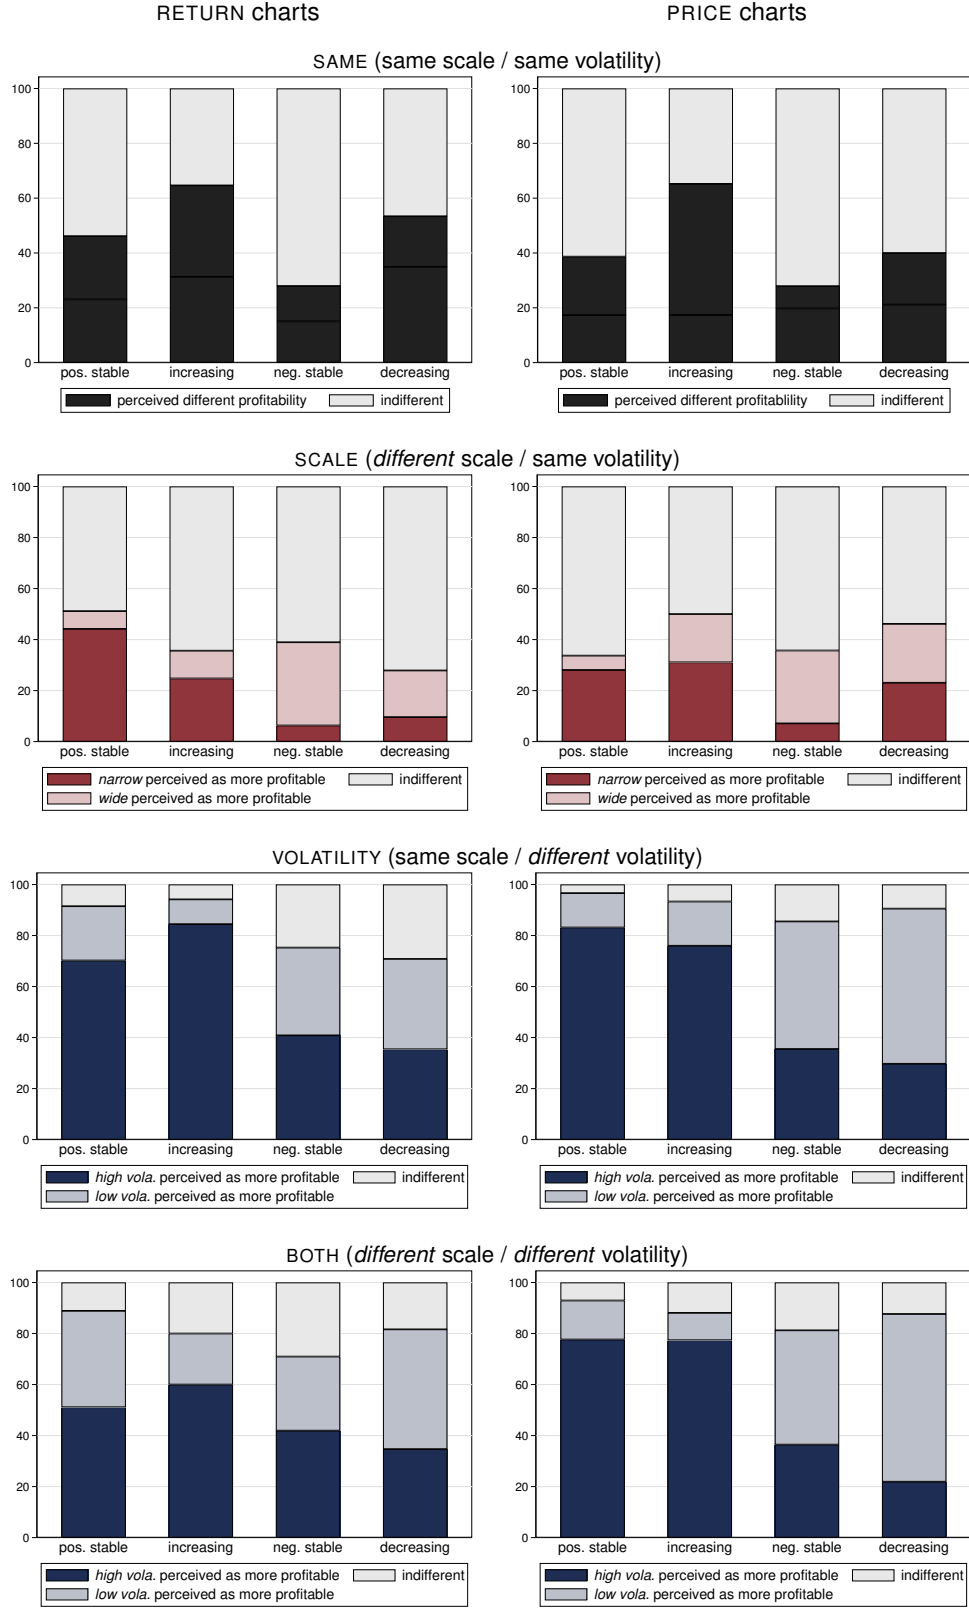 RETURN charts
PRICE charts
SAME (same scale / same volatility)
100
80
60
40
20
0
pos. stable increasing neg. stable decreasing
perceived different profitability indifferent
100
80
60
40
20
0
pos. stable increasing neg. stable decreasing
perceived different profitablility indifferent
SCALE (different scale / same volatility)
100
80
60
40
20
0
pos. stable increasing neg. stable decreasing
narrow perceived as more profitable indifferent
wide perceived as more profitable
100
80
60
40
20
0
pos. stable increasing neg. stable decreasing
narrow perceived as more profitable indifferent
wide perceived as more profitable
VOLATILITY (same scale / different volatility)
100
80
60
40
20
0
pos. stable increasing neg. stable decreasing
high vola. perceived as more profitable indifferent
low vola. perceived as more profitable
100
80
60
40
20
0
pos. stable increasing neg. stable decreasing
high vola. perceived as more profitable indifferent
low vola. perceived as more profitable
BOTH (different scale / different volatility)
100
80
60
40
20
0
pos. stable increasing neg. stable decreasing
high vola. perceived as more profitable indifferent
low vola. perceived as more profitable
100
80
60
40
20
0
pos. stable increasing neg. stable decreasing
high vola. perceived as more profitable indifferent
low vola. perceived as more profitable